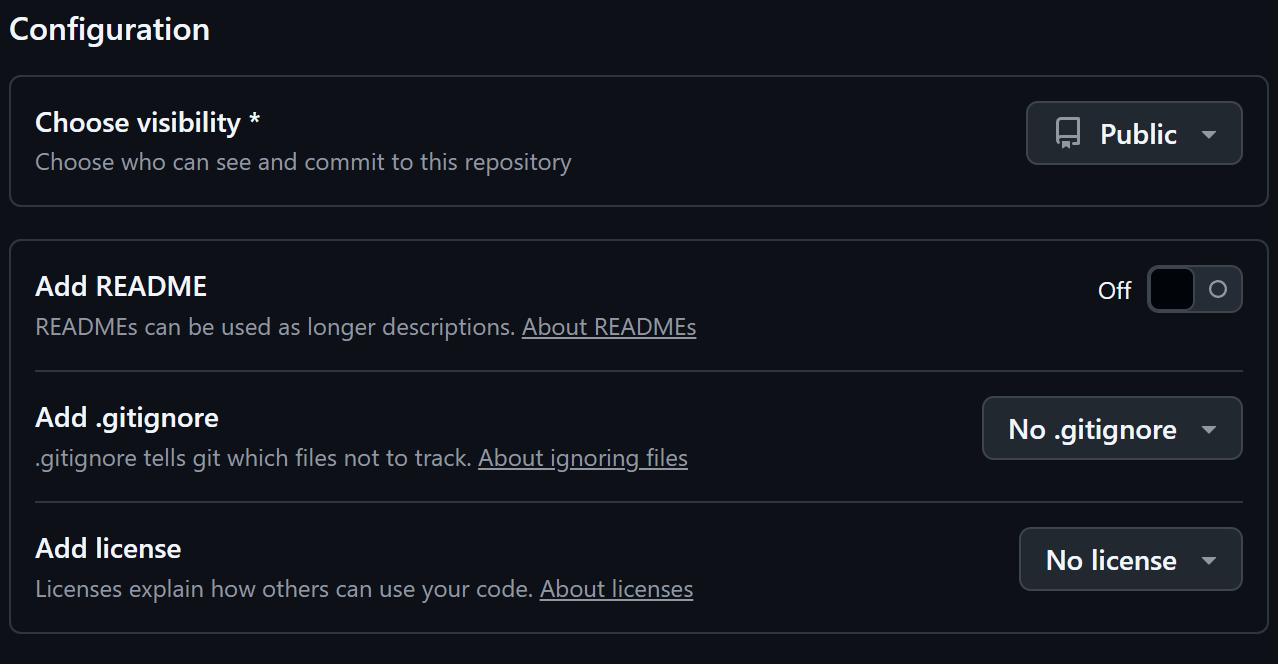 Configuration
Choose visibility *
Choose who can see and commit to this repository
Public
Add README
READMEs can be used as longer descriptions. About READMEs
Off
Add .gitignore
.gitignore tells git which files not to track. About ignoring files
No .gitignore
Add license
Licenses explain how others can use your code. About licenses
No license